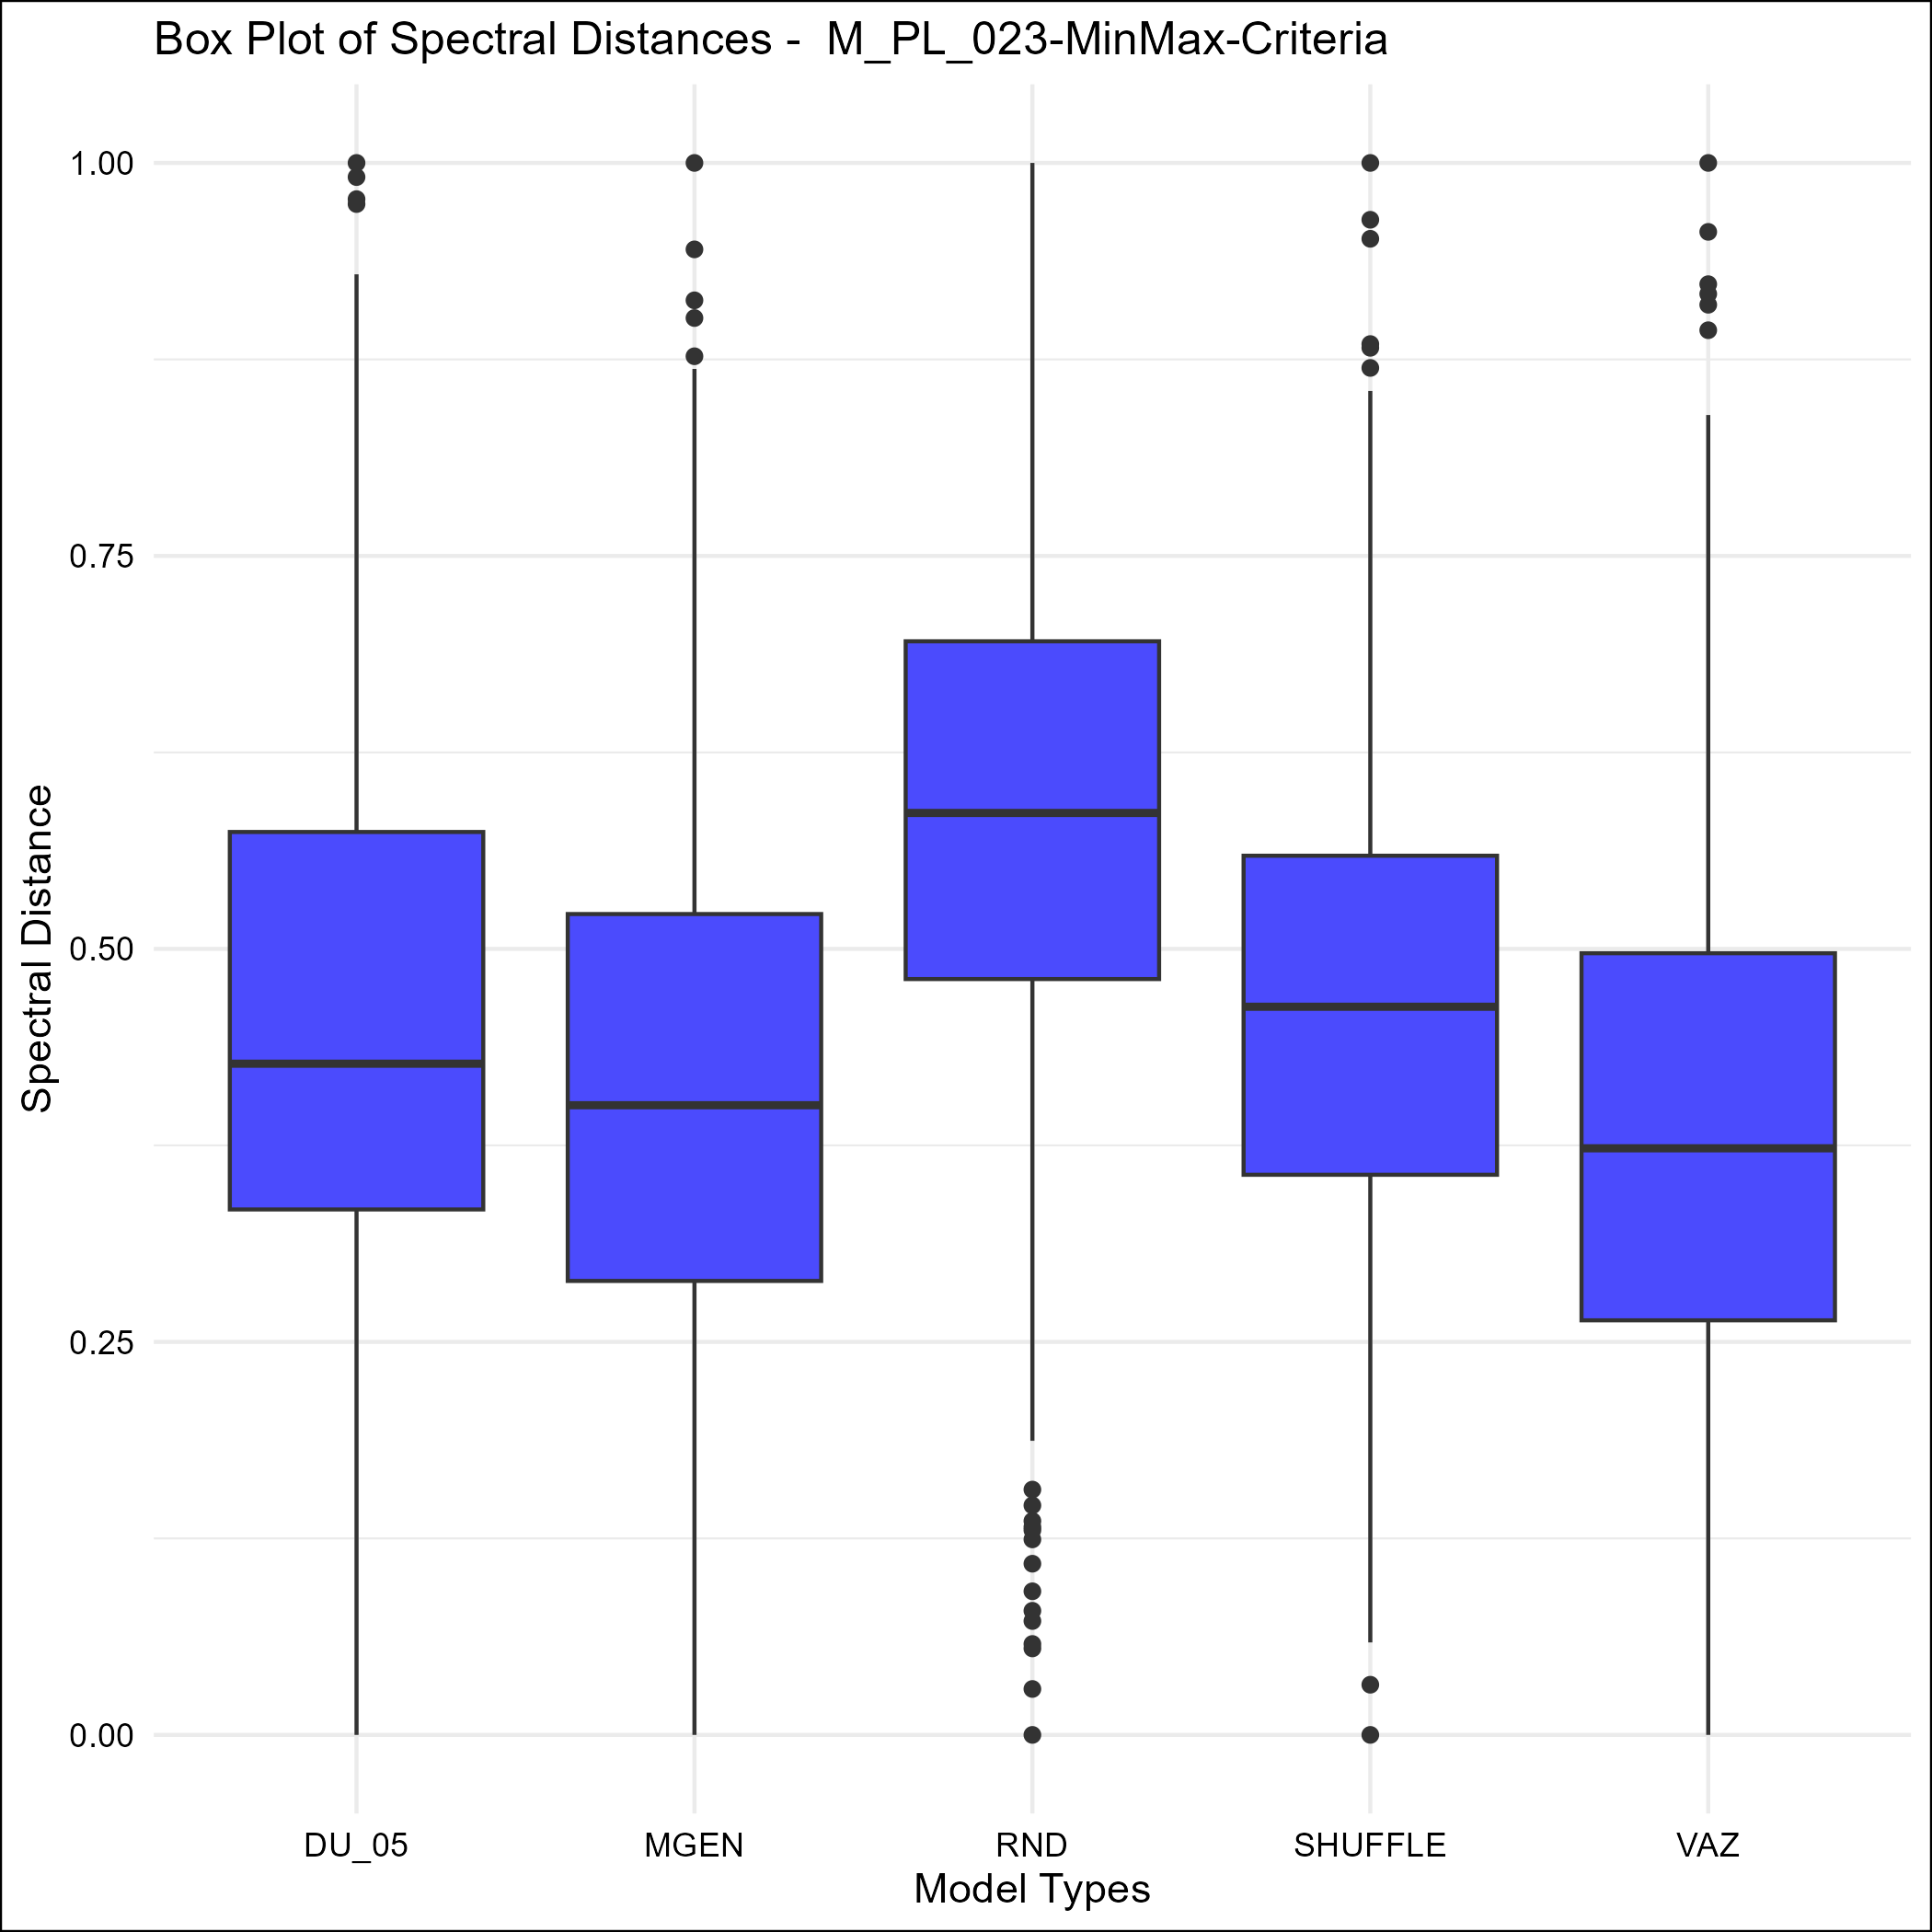 Box Plot of Spectral Distances -  M_PL_023-MinMax-Criteria
1.00
0.75
0.50
0.25
0.00
Spectral Distance
DU_05 MGEN RND SHUFFLE VAZ
Model Types